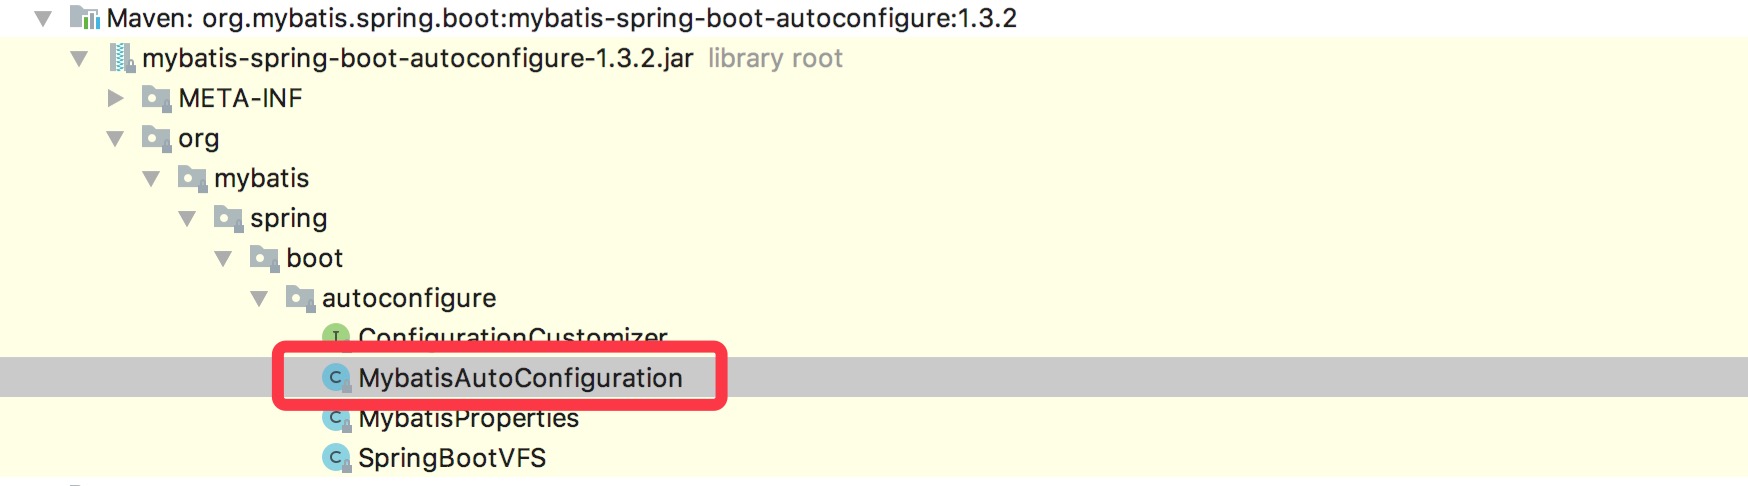 Maven: org.mybatis.spring.boot:mybatis-spring-boot-autoconfigure:1.3.2
mybatis-spring-boot-autoconfigure-1.3.2.jar library root
META-INF
org
mybatis
spring
boot
autoconfigure
I ConfigurationCustomizer
C MybatisAutoConfiguration
C MybatisProperties
C SpringBootVFS